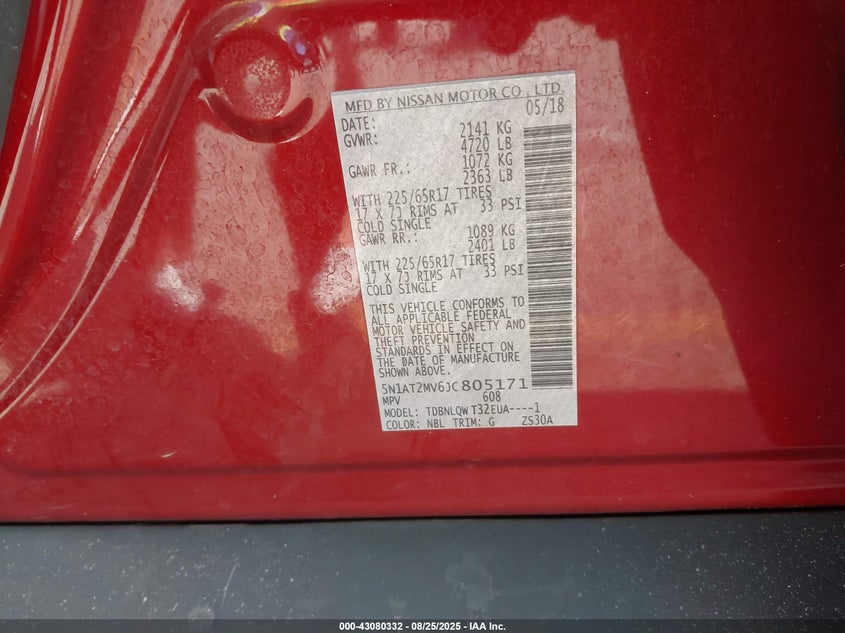 MFD BY NISSAN MOTOR CO., LTD.
DATE: 05/18
GVWR: 2141 KG
4720 LB
GAWR FR.: 1072 KG
2363 LB
WITH 225/65R17 TIRES
17 X 7J RIMS AT 33 PSI
COLD SINGLE
GAWR RR.: 1089 KG
2401 LB
WITH 225/65R17 TIRES
17 X 7J RIMS AT 33 PSI
COLD SINGLE
THIS VEHICLE CONFORMS TO
ALL APPLICABLE FEDERAL
MOTOR VEHICLE SAFETY AND
THEFT PREVENTION
STANDARDS IN EFFECT ON
THE DATE OF MANUFACTURE
SHOWN ABOVE.
5N1AT2MV6JC805171
MPV 608
MODEL: TDBNLQW T32EUA----1
COLOR: NBL TRIM: G ZS30A
000-43080332 - 08/25/2025 - IAA Inc.